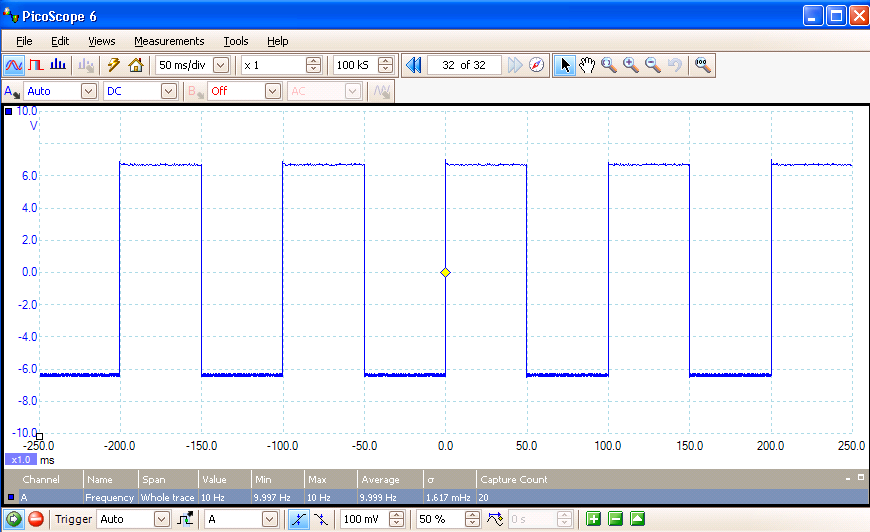 PicoScope 6
File Edit Views Measurements Tools Help
50 ms/div x 1 100 kS 32 of 32
A Auto DC B Off AC
10.0
V
6.0
4.0
2.0
0.0
-2.0
-4.0
-6.0
-8.0
-10.0
-250.0 -200.0 -150.0 -100.0 -50.0 0.0 50.0 100.0 150.0 200.0 250.0
x1.0 ms
Channel Name Span Value Min Max Average σ Capture Count
A Frequency Whole trace 10 Hz 9.997 Hz 10 Hz 9.999 Hz 1.617 mHz 20
Trigger Auto A 100 mV 50 % 0 s